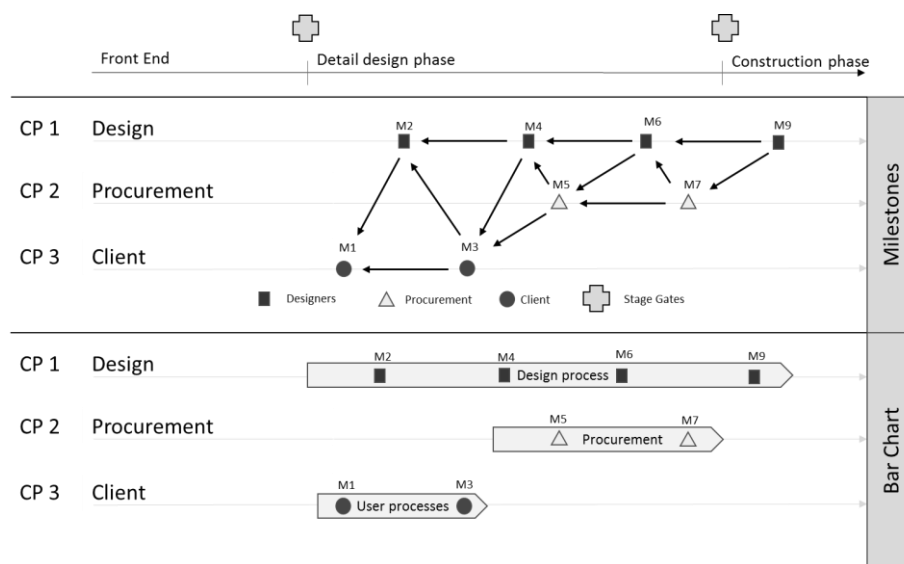 Front End
Detail design phase
Construction phase
CP 1 Design
M2 M4 M6 M9
CP 2 Procurement
M5 M7
CP 3 Client
M1 M3
Designers Procurement Client Stage Gates
Milestones
CP 1 Design
M2 M4 M6 M9
Design process
CP 2 Procurement
M5 M7
Procurement
CP 3 Client
M1 M3
User processes
Bar Chart